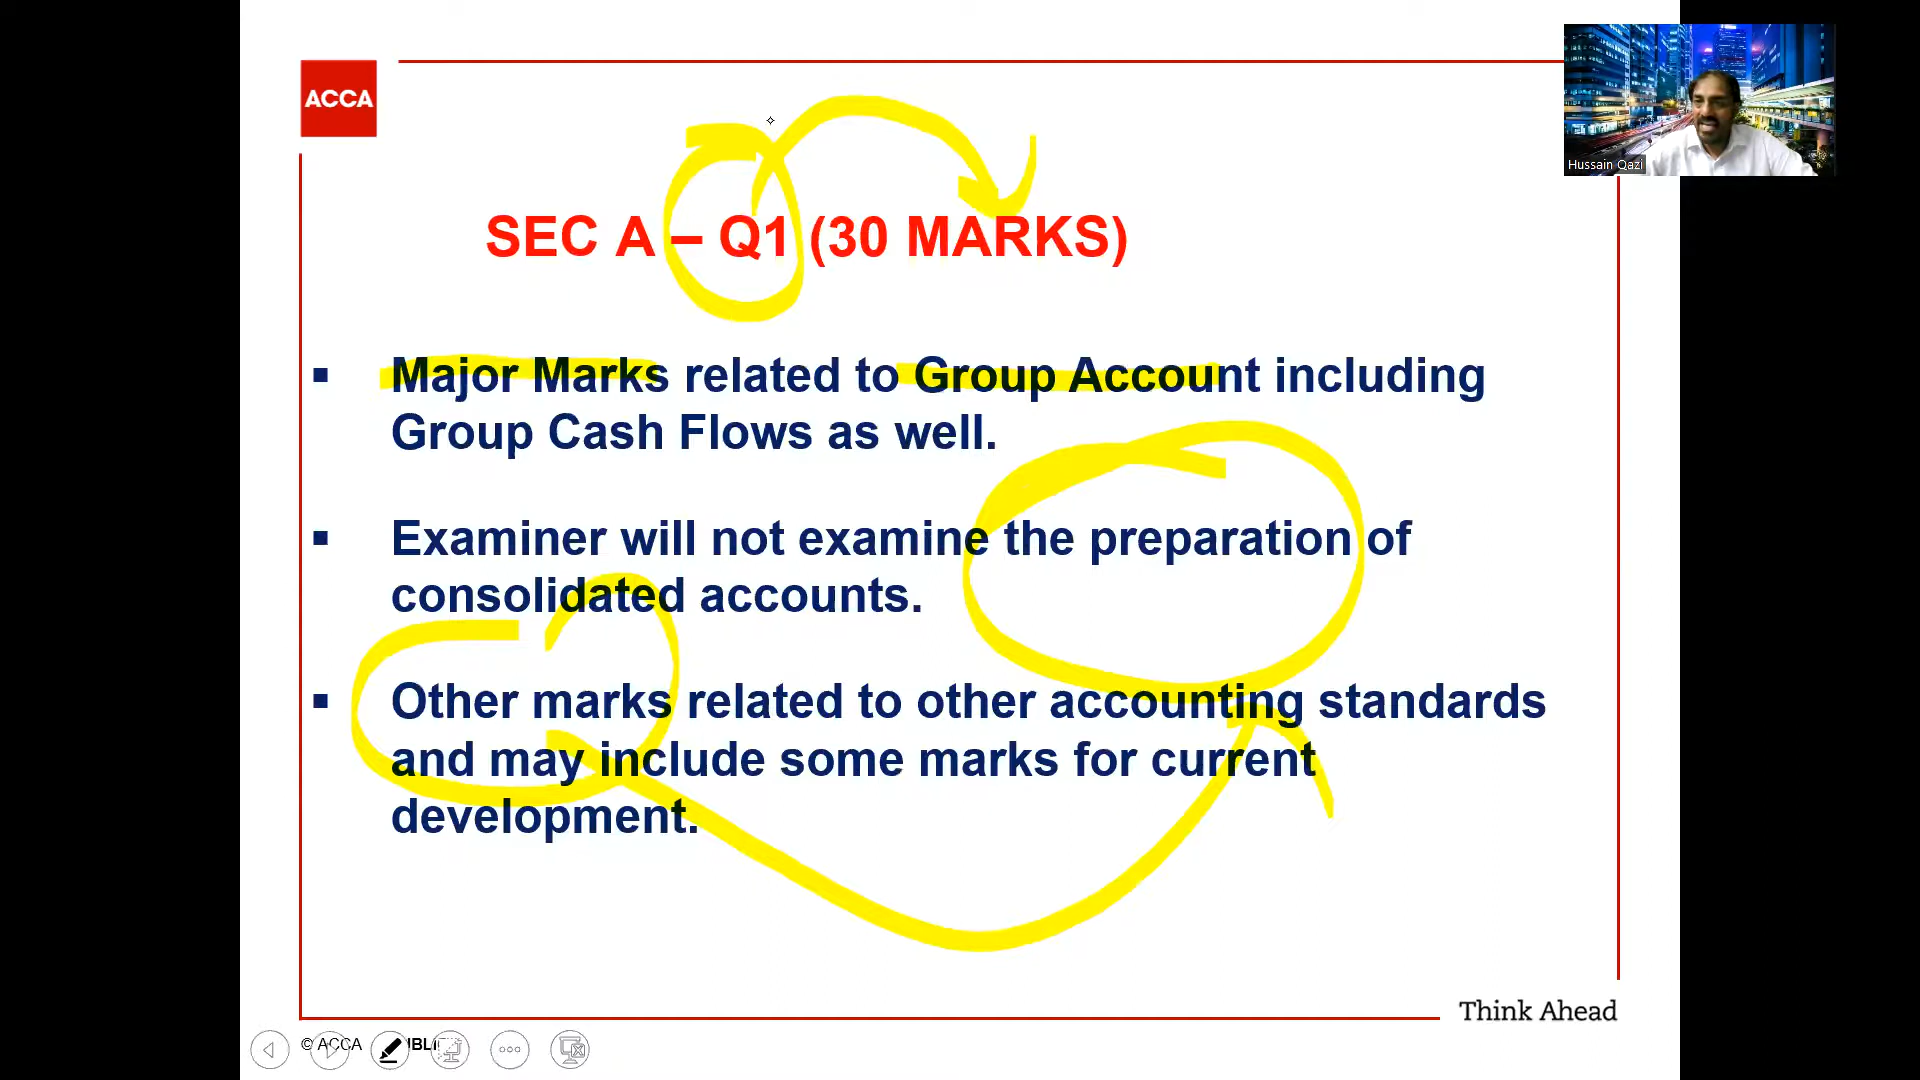 ACCA
Hussain Qazi
SEC A – Q1 (30 MARKS)
▪ Major Marks related to Group Account including
Group Cash Flows as well.
▪ Examiner will not examine the preparation of
consolidated accounts.
▪ Other marks related to other accounting standards
and may include some marks for current
development.
Think Ahead
© ACCA